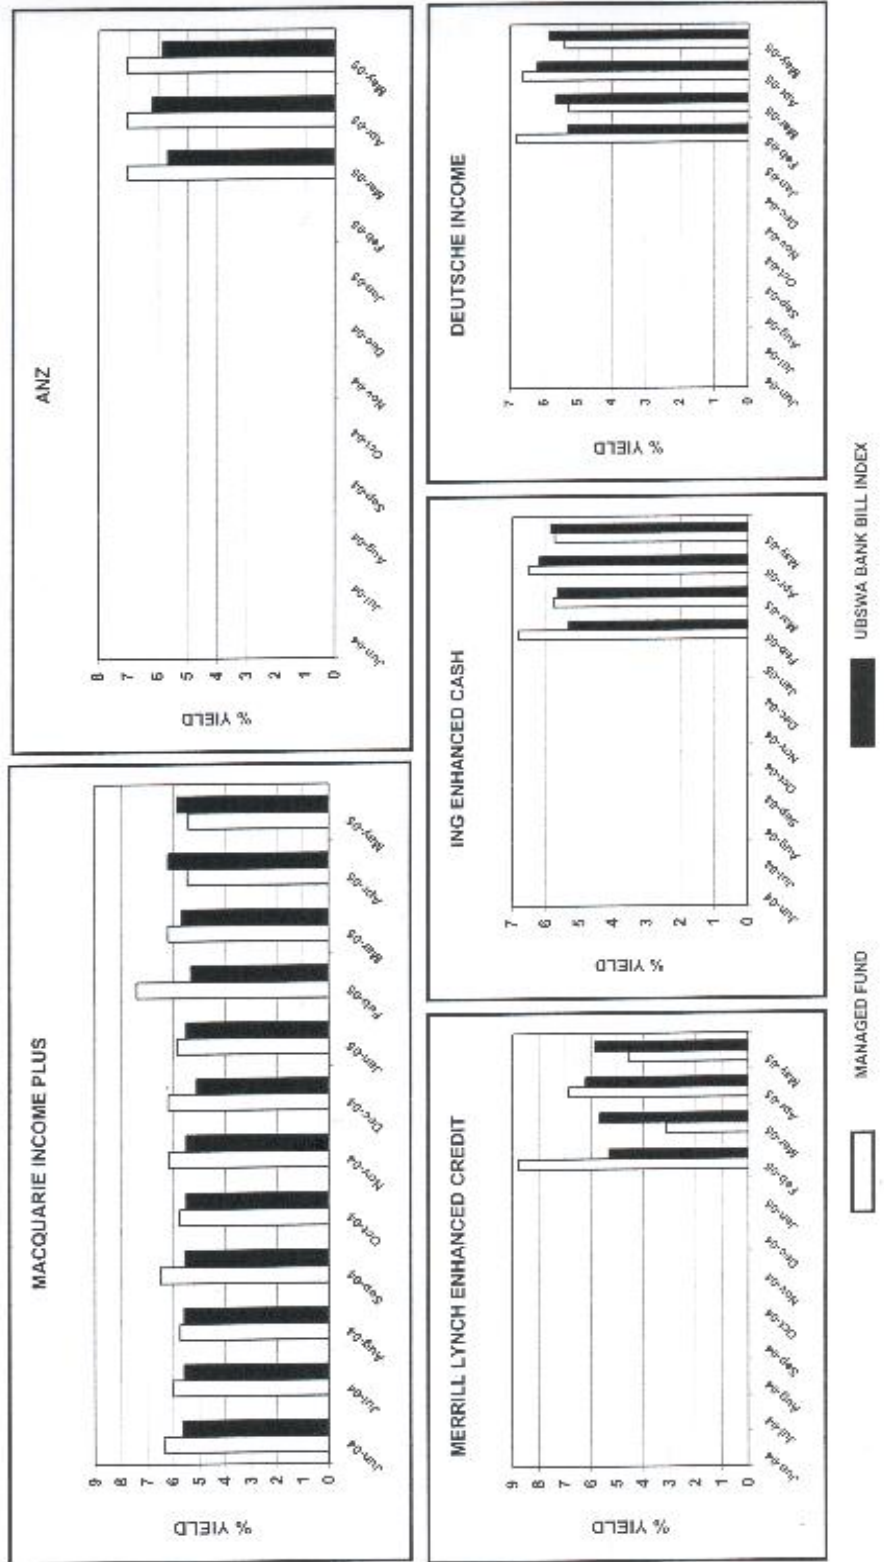 MACQUARIE INCOME PLUS
% YIELD
9
8
7
6
5
4
3
2
1
0
Jun-04
Jul-04
Aug-04
Sep-04
Oct-04
Nov-04
Dec-04
Jan-05
Feb-05
Mar-05
Apr-05
May-05
ANZ
% YIELD
8
7
6
5
4
3
2
1
0
Jun-04
Jul-04
Aug-04
Sep-04
Oct-04
Nov-04
Dec-04
Jan-05
Feb-05
Mar-05
Apr-05
May-05
MERRILL LYNCH ENHANCED CREDIT
% YIELD
9
8
7
6
5
4
3
2
1
0
Jun-04
Jul-04
Aug-04
Sep-04
Oct-04
Nov-04
Dec-04
Jan-05
Feb-05
Mar-05
Apr-05
May-05
ING ENHANCED CASH
% YIELD
7
6
5
4
3
2
1
0
Jun-04
Jul-04
Aug-04
Sep-04
Oct-04
Nov-04
Dec-04
Jan-05
Feb-05
Mar-05
Apr-05
May-05
DEUTSCHE INCOME
% YIELD
7
6
5
4
3
2
1
0
Jun-04
Jul-04
Aug-04
Sep-04
Oct-04
Nov-04
Dec-04
Jan-05
Feb-05
Mar-05
Apr-05
May-05
MANAGED FUND
UBSWA BANK BILL INDEX